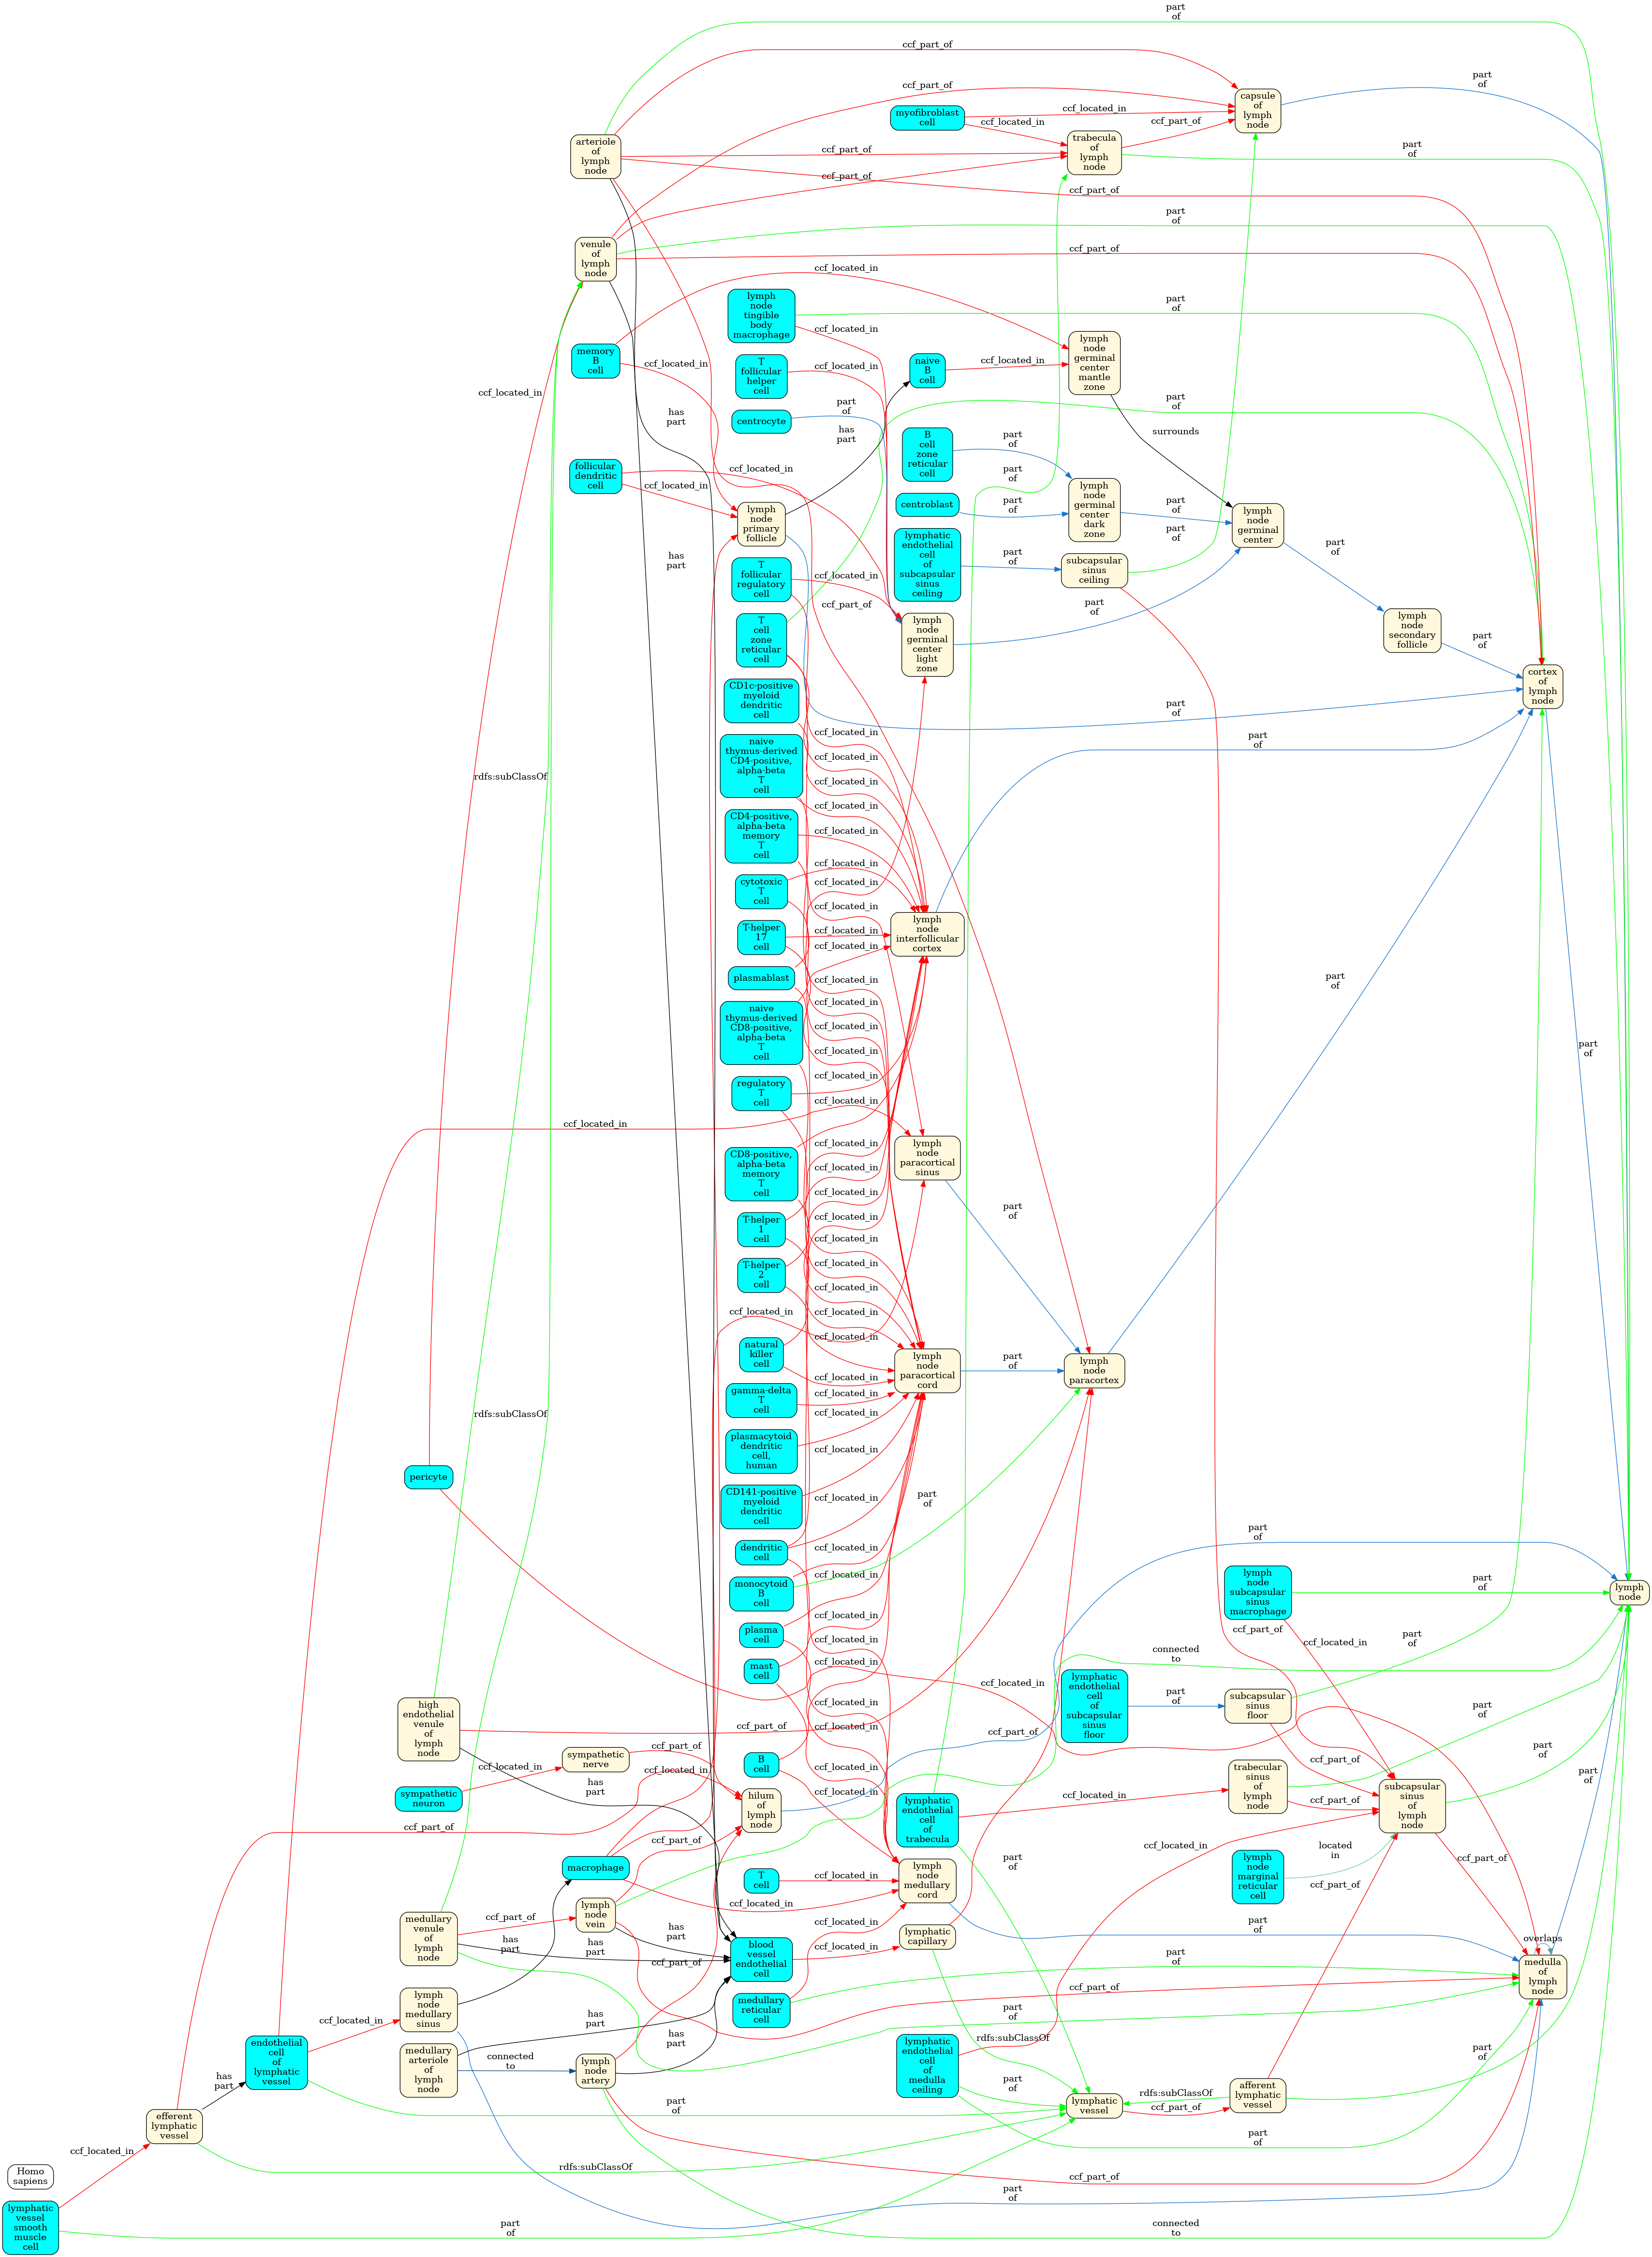 part
of
ccf_part_of
ccf_part_of
part
of
myofibroblast
cell
ccf_located_in
capsule
of
lymph
node
ccf_located_in
ccf_part_of
trabecula
of
lymph
node
arteriole
of
lymph
node
ccf_part_of
part
of
ccf_part_of
ccf_part_of
part
of
venule
of
lymph
node
ccf_part_of
ccf_located_in
lymph
node
tingible
body
macrophage
part
of
ccf_located_in
memory
B
cell
ccf_located_in
T
follicular
helper
cell
ccf_located_in
naive
B
cell
ccf_located_in
lymph
node
germinal
center
mantle
zone
ccf_located_in
has
part
centrocyte
part
of
has
part
part
of
surrounds
B
cell
zone
reticular
cell
part
of
follicular
dendritic
cell
ccf_located_in
ccf_located_in
part
of
centroblast
part
of
lymph
node
germinal
center
dark
zone
part
of
lymph
node
germinal
center
lymph
node
primary
follicle
part
of
part
of
lymphatic
endothelial
cell
of
subcapsular
sinus
ceiling
part
of
subcapsular
sinus
ceiling
has
part
T
follicular
regulatory
cell
ccf_located_in
ccf_part_of
T
cell
zone
reticular
cell
lymph
node
germinal
center
light
zone
part
of
lymph
node
secondary
follicle
part
of
cortex
of
lymph
node
CD1c-positive
myeloid
dendritic
cell
part
of
ccf_located_in
part
of
naive
thymus-derived
CD4-positive,
alpha-beta
T
cell
ccf_located_in
rdfs:subClassOf
ccf_located_in
ccf_located_in
CD4-positive,
alpha-beta
memory
T
cell
ccf_located_in
ccf_located_in
cytotoxic
T
cell
ccf_located_in
ccf_located_in
T-helper
17
cell
ccf_located_in
lymph
node
interfollicular
cortex
ccf_located_in
plasmablast
ccf_located_in
part
of
ccf_located_in
naive
thymus-derived
CD8-positive,
alpha-beta
T
cell
ccf_located_in
ccf_located_in
part
of
regulatory
T
cell
ccf_located_in
ccf_located_in
ccf_located_in
CD8-positive,
alpha-beta
memory
T
cell
ccf_located_in
lymph
node
paracortical
sinus
ccf_located_in
ccf_located_in
part
of
T-helper
1
cell
ccf_located_in
ccf_located_in
T-helper
2
cell
ccf_located_in
ccf_located_in
ccf_located_in
ccf_located_in
ccf_located_in
natural
killer
cell
lymph
node
paracortical
cord
part
of
lymph
node
paracortex
ccf_located_in
gamma-delta
T
cell
ccf_located_in
rdfs:subClassOf
plasmacytoid
dendritic
cell,
human
ccf_located_in
ccf_located_in
pericyte
CD141-positive
myeloid
dendritic
cell
ccf_located_in
part
of
dendritic
cell
ccf_located_in
part
of
monocytoid
B
cell
ccf_located_in
lymph
node
subcapsular
sinus
macrophage
part
of
lymph
node
plasma
cell
ccf_located_in
ccf_located_in
ccf_part_of
ccf_located_in
part
of
connected
to
mast
cell
ccf_located_in
ccf_located_in
lymphatic
endothelial
cell
of
subcapsular
sinus
floor
part
of
subcapsular
sinus
floor
high
endothelial
venule
of
lymph
node
ccf_part_of
ccf_located_in
ccf_located_in
ccf_part_of
part
of
sympathetic
nerve
ccf_part_of
B
cell
part
of
ccf_part_of
sympathetic
neuron
ccf_located_in
ccf_located_in
has
part
hilum
of
lymph
node
trabecular
sinus
of
lymph
node
ccf_part_of
subcapsular
sinus
of
lymph
node
part
of
lymphatic
endothelial
cell
of
trabecula
ccf_located_in
ccf_part_of
ccf_part_of
ccf_located_in
located
in
macrophage
T
cell
ccf_located_in
lymph
node
medullary
cord
part
of
lymph
node
marginal
reticular
cell
ccf_part_of
ccf_part_of
ccf_located_in
lymph
node
vein
has
part
ccf_located_in
lymphatic
capillary
part
of
medullary
venule
of
lymph
node
ccf_part_of
has
part
has
part
blood
vessel
endothelial
cell
ccf_located_in
overlaps
medulla
of
lymph
node
ccf_part_of
part
of
ccf_part_of
medullary
reticular
cell
part
of
lymph
node
medullary
sinus
has
part
rdfs:subClassOf
endothelial
cell
of
lymphatic
vessel
ccf_located_in
medullary
arteriole
of
lymph
node
connected
to
lymph
node
artery
has
part
lymphatic
endothelial
cell
of
medulla
ceiling
part
of
part
of
has
part
efferent
lymphatic
vessel
part
of
lymphatic
vessel
rdfs:subClassOf
ccf_part_of
afferent
lymphatic
vessel
ccf_located_in
part
of
rdfs:subClassOf
ccf_part_of
Homo
sapiens
part
of
lymphatic
vessel
smooth
muscle
cell
part
of
connected
to